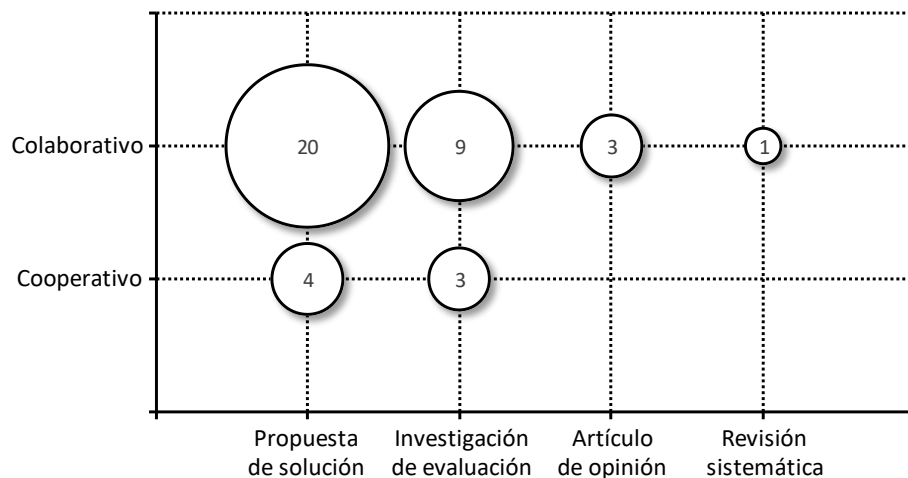 Colaborativo
20
9
3
1
Cooperativo
4
3
Propuesta
de solución
Investigación
de evaluación
Artículo
de opinión
Revisión
sistemática